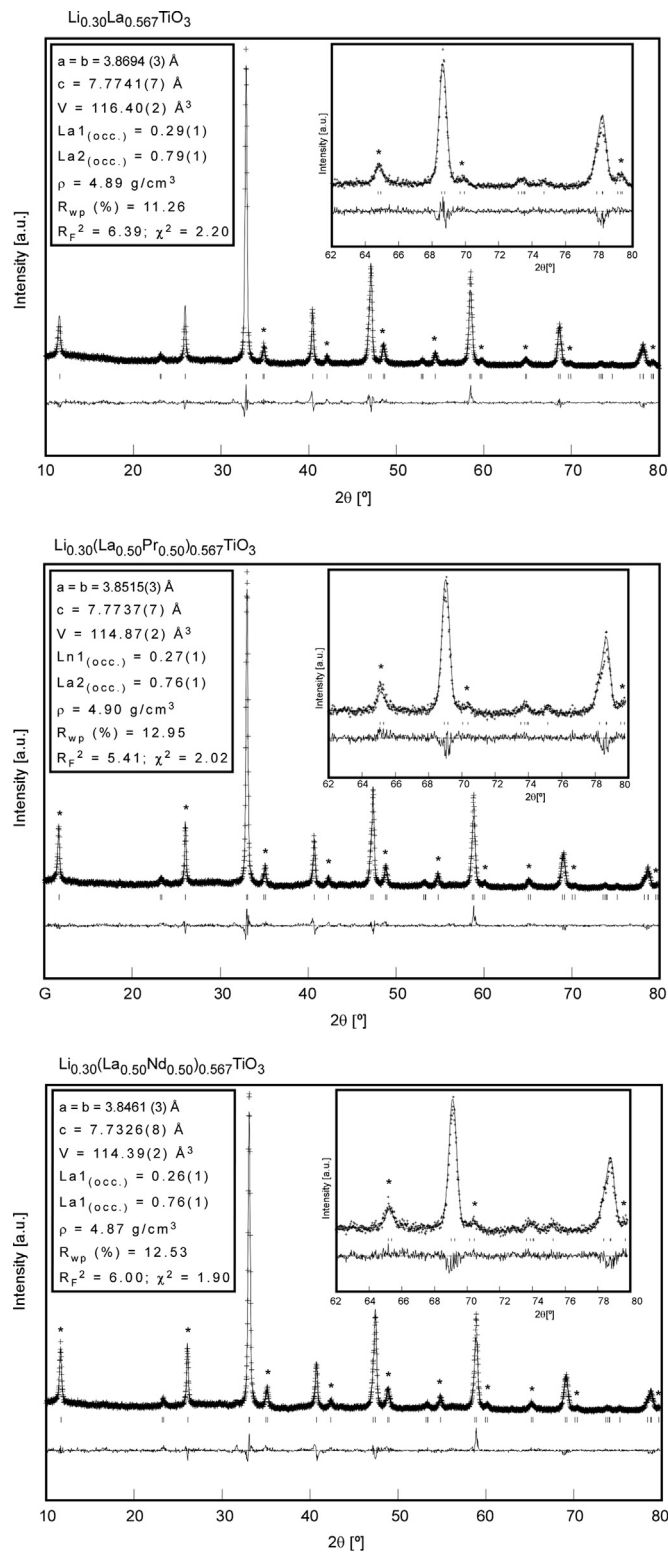 Li0.30La0.567TiO3
a = b = 3.8694 (3) Å
c = 7.7741(7) Å
V = 116.40(2) Å3
La1(occ.) = 0.29(1)
La2(occ.) = 0.79(1)
ρ = 4.89 g/cm3
Rwp (%) = 11.26
RF2 = 6.39; χ2 = 2.20
Intensity [a.u.]
* * * *
62 64 66 68 70 72 74 76 78 80
2θ [º]
Intensity [a.u.]
* * * * * * * *
10 20 30 40 50 60 70 80
2θ [º]
Li0.30(La0.50Pr0.50)0.567TiO3
a = b = 3.8515(3) Å
c = 7.7737(7) Å
V = 114.87(2) Å3
Ln1(occ.) = 0.27(1)
La2(occ.) = 0.76(1)
ρ = 4.90 g/cm3
Rwp (%) = 12.95
RF2 = 5.41; χ2 = 2.02
Intensity [a.u.]
* * *
62 64 66 68 70 72 74 76 78 80
2θ[º]
Intensity [a.u.]
* * * * * * * * * *
G 20 30 40 50 60 70 80
2θ [º]
Li0.30(La0.50Nd0.50)0.567TiO3
a = b = 3.8461 (3) Å
c = 7.7326(8) Å
V = 114.39(2) Å3
La1(occ.) = 0.26(1)
La1(occ.) = 0.76(1)
ρ = 4.87 g/cm3
Rwp (%) = 12.53
RF2 = 6.00; χ2 = 1.90
Intensity [a.u.]
* * *
62 64 66 68 70 72 74 76 78 80
2θ[º]
Intensity [a.u.]
* * * * * * * * * *
10 20 30 40 50 60 70 80
2θ [º]